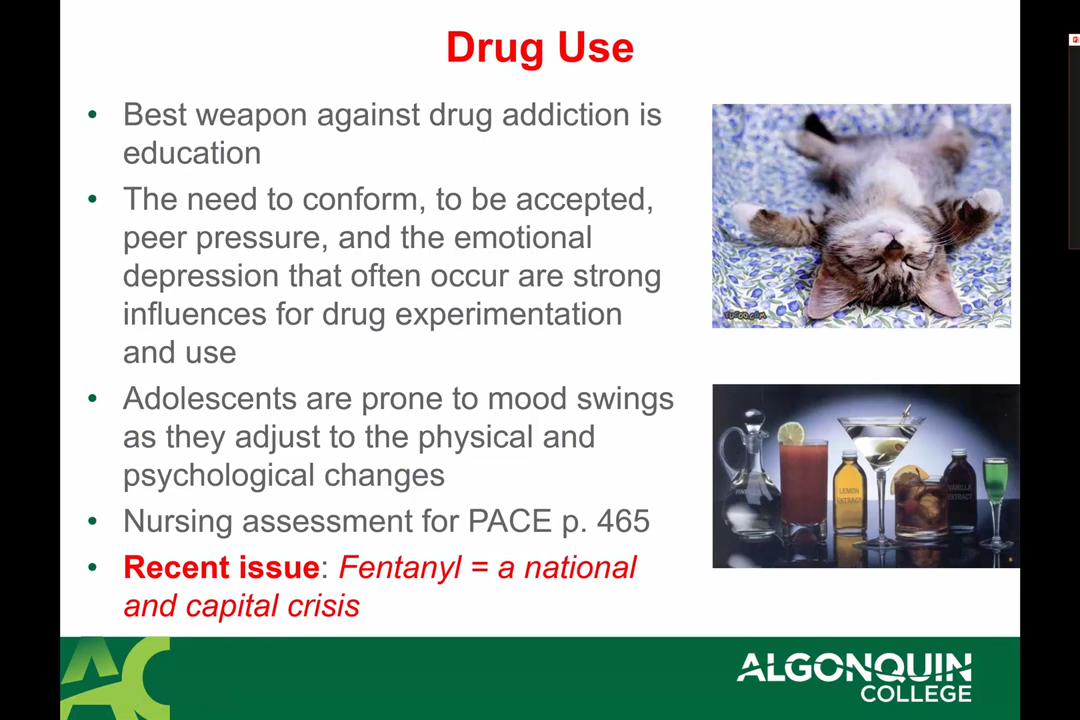 Drug Use
• Best weapon against drug addiction is
education
• The need to conform, to be accepted,
peer pressure, and the emotional
depression that often occur are strong
influences for drug experimentation
and use
• Adolescents are prone to mood swings
as they adjust to the physical and
psychological changes
• Nursing assessment for PACE p. 465
• Recent issue: Fentanyl = a national
and capital crisis
LEMON
EXTRACT
VANILLA
EXTRACT
AC
ALGONQUIN
COLLEGE